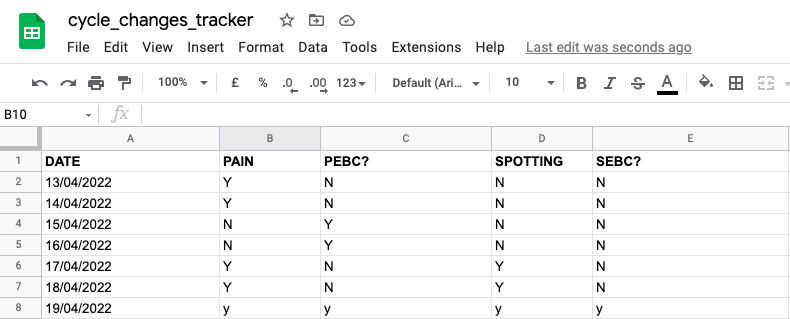 cycle_changes_tracker
File Edit View Insert Format Data Tools Extensions Help Last edit was seconds ago
100% £ % .0 .00 123 Default (Ari... 10 B I S A
B10 fx
A B C D E
1 DATE PAIN PEBC? SPOTTING SEBC?
2 13/04/2022 Y N N N
3 14/04/2022 Y N N N
4 15/04/2022 N Y N N
5 16/04/2022 N Y N N
6 17/04/2022 Y N Y N
7 18/04/2022 Y N Y N
8 19/04/2022 y y y y